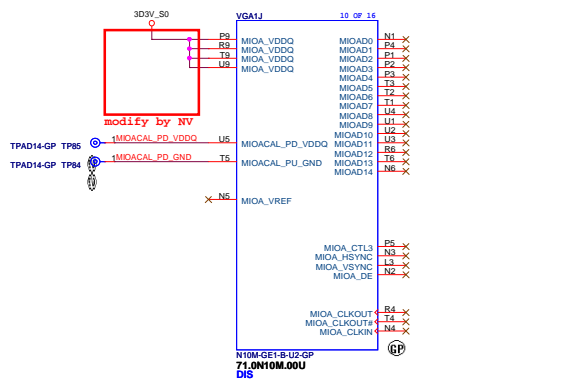 3D3V_S0
VGA1J 10 OF 16
P9 MIOA_VDDQ
R9 MIOA_VDDQ
T9 MIOA_VDDQ
U9 MIOA_VDDQ
modify by NV
TPAD14-GP TP85 1 MIOACAL_PD_VDDQ U5 MIOACAL_PD_VDDQ
TPAD14-GP TP84 1 MIOACAL_PD_GND T5 MIOACAL_PU_GND
N5 MIOA_VREF
MIOAD0 N1
MIOAD1 P4
MIOAD2 P1
MIOAD3 P2
MIOAD4 P3
MIOAD5 T3
MIOAD6 T2
MIOAD7 T1
MIOAD8 U4
MIOAD9 U1
MIOAD10 U2
MIOAD11 U3
MIOAD12 R6
MIOAD13 T6
MIOAD14 N6
MIOA_CTL3 P5
MIOA_HSYNC N3
MIOA_VSYNC L3
MIOA_DE N2
MIOA_CLKOUT R4
MIOA_CLKOUT# T4
MIOA_CLKIN N4
GP
N10M-GE1-B-U2-GP
71.0N10M.00U
DIS